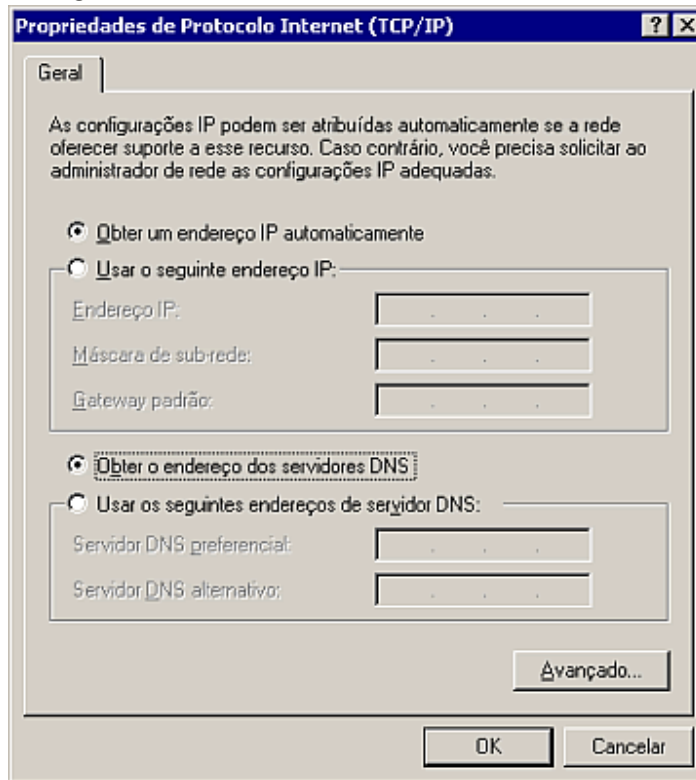 Propriedades de Protocolo Internet (TCP/IP)
Geral
As configurações IP podem ser atribuídas automaticamente se a rede
oferecer suporte a esse recurso. Caso contrário, você precisa solicitar ao
administrador de rede as configurações IP adequadas.
Obter um endereço IP automaticamente
Usar o seguinte endereço IP:
Endereço IP:
Máscara de sub-rede:
Gateway padrão:
Obter o endereço dos servidores DNS
Usar os seguintes endereços de servidor DNS:
Servidor DNS preferencial:
Servidor DNS alternativo:
Avançado...
OK Cancelar